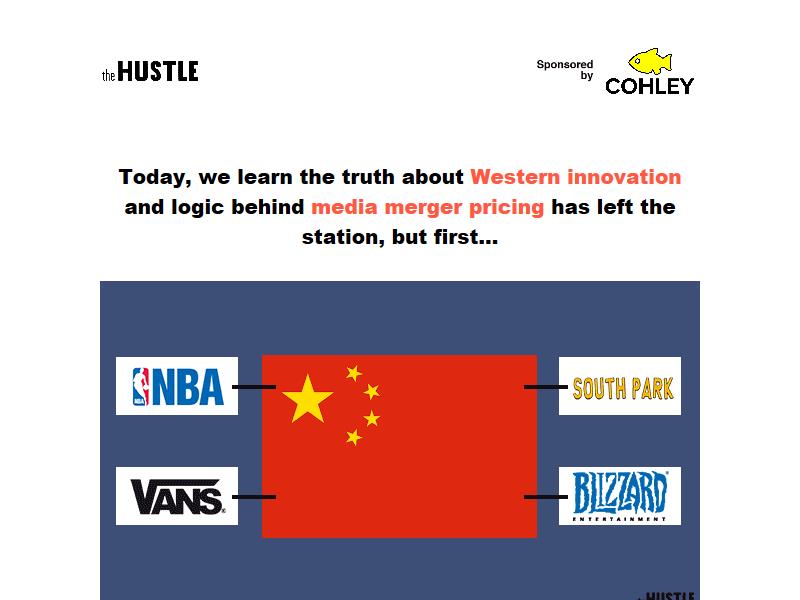 the HUSTLE
Sponsored
by
COHLEY
Today, we learn the truth about Western innovation
and logic behind media merger pricing has left the
station, but first...
NBA
SOUTH PARK
VANS
BLIZZARD
ENTERTAINMENT
HUSTLE